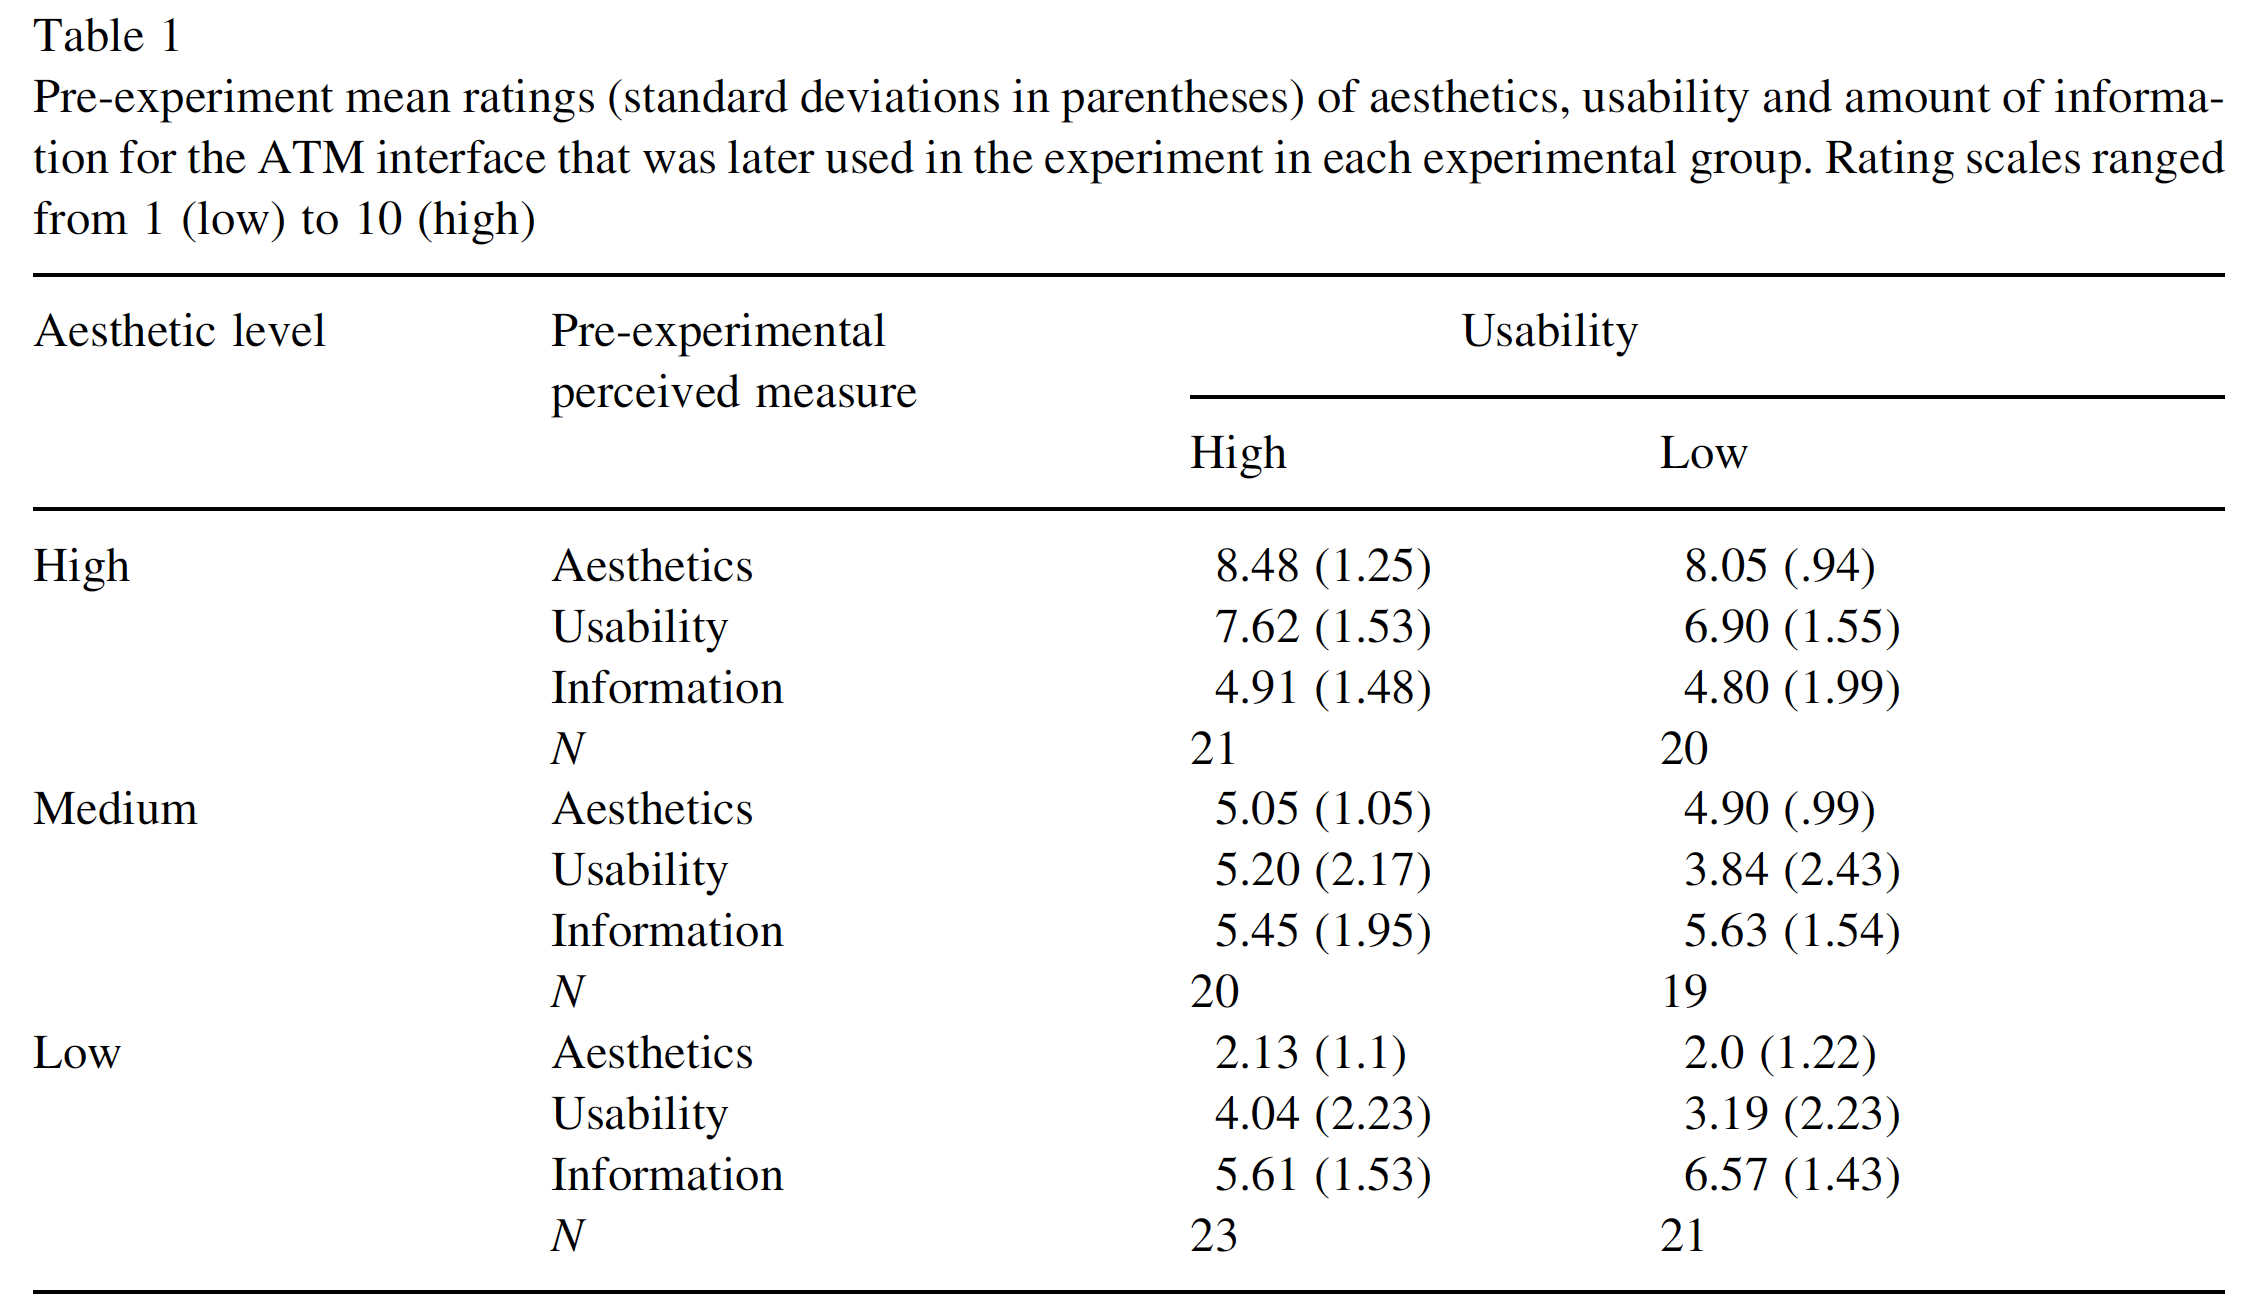 Table 1
Pre-experiment mean ratings (standard deviations in parentheses) of aesthetics, usability and amount of informa-
tion for the ATM interface that was later used in the experiment in each experimental group. Rating scales ranged
from 1 (low) to 10 (high)
Aesthetic level Pre-experimental Usability
perceived measure
High Low
High Aesthetics 8.48 (1.25) 8.05 (.94)
Usability 7.62 (1.53) 6.90 (1.55)
Information 4.91 (1.48) 4.80 (1.99)
N 21 20
Medium Aesthetics 5.05 (1.05) 4.90 (.99)
Usability 5.20 (2.17) 3.84 (2.43)
Information 5.45 (1.95) 5.63 (1.54)
N 20 19
Low Aesthetics 2.13 (1.1) 2.0 (1.22)
Usability 4.04 (2.23) 3.19 (2.23)
Information 5.61 (1.53) 6.57 (1.43)
N 23 21